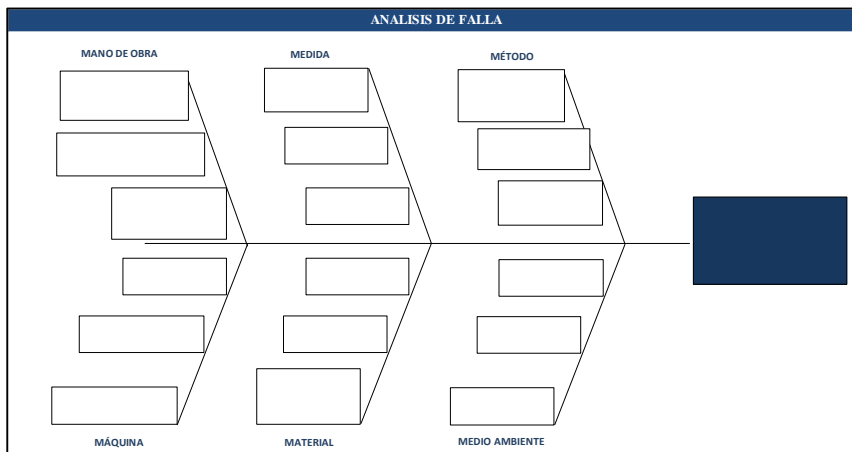 ANALISIS DE FALLA
MANO DE OBRA
MEDIDA
MÉTODO
MÁQUINA
MATERIAL
MEDIO AMBIENTE